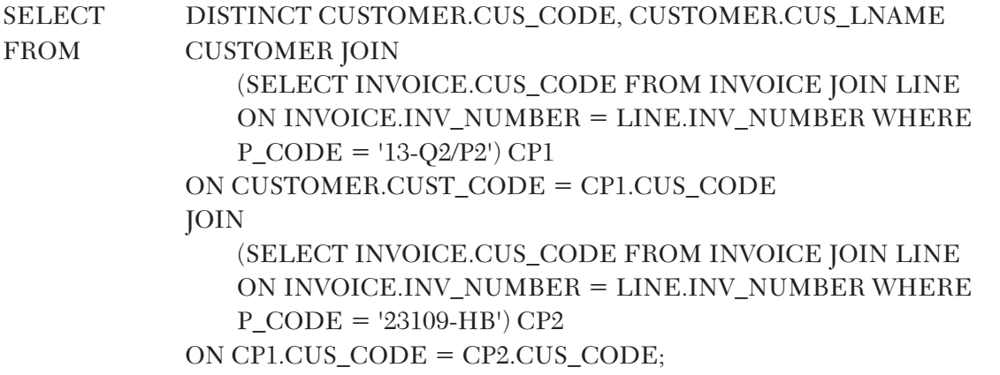 SELECT DISTINCT CUSTOMER.CUS_CODE, CUSTOMER.CUS_LNAME
FROM CUSTOMER JOIN
(SELECT INVOICE.CUS_CODE FROM INVOICE JOIN LINE
ON INVOICE.INV_NUMBER = LINE.INV_NUMBER WHERE
P_CODE = '13-Q2/P2') CP1
ON CUSTOMER.CUST_CODE = CP1.CUS_CODE
JOIN
(SELECT INVOICE.CUS_CODE FROM INVOICE JOIN LINE
ON INVOICE.INV_NUMBER = LINE.INV_NUMBER WHERE
P_CODE = '23109-HB') CP2
ON CP1.CUS_CODE = CP2.CUS_CODE;